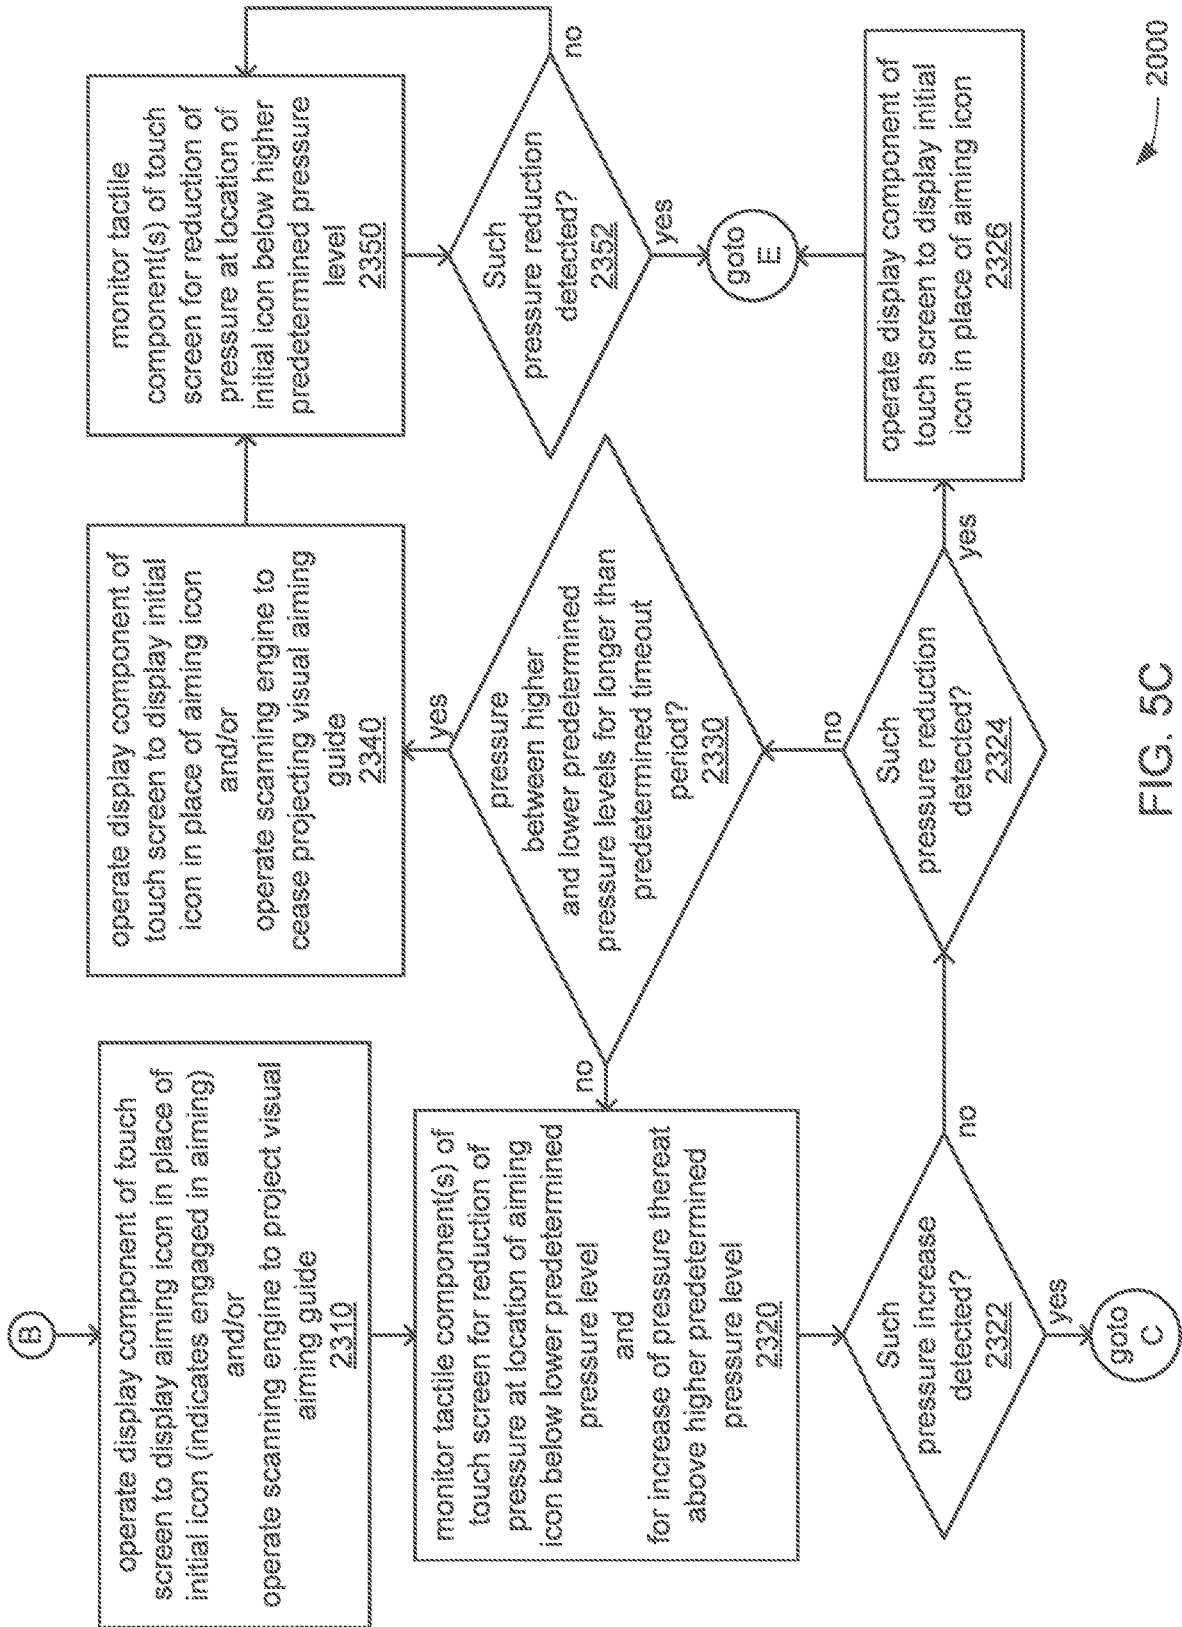 B
operate display component of touch
screen to display aiming icon in place of
initial icon (indicates engaged in aiming)
and/or
operate scanning engine to project visual
aiming guide
2310
monitor tactile component(s) of
touch screen for reduction of
pressure at location of aiming
icon below lower predetermined
pressure level
and
for increase of pressure thereat
above higher predetermined
pressure level
2320
Such
pressure increase
detected?
2322
yes
goto
C
no
Such
pressure reduction
detected?
2324
no
yes
pressure
between higher
and lower predetermined
pressure levels for longer than
predetermined timeout
period?
2330
no
yes
operate display component of
touch screen to display initial
icon in place of aiming icon
and/or
operate scanning engine to
cease projecting visual aiming
guide
2340
monitor tactile
component(s) of touch
screen for reduction of
pressure at location of
initial icon below higher
predetermined pressure
level
2350
Such
pressure reduction
detected?
2352
no
yes
goto
E
operate display component of
touch screen to display initial
icon in place of aiming icon
2326
2000
FIG. 5C